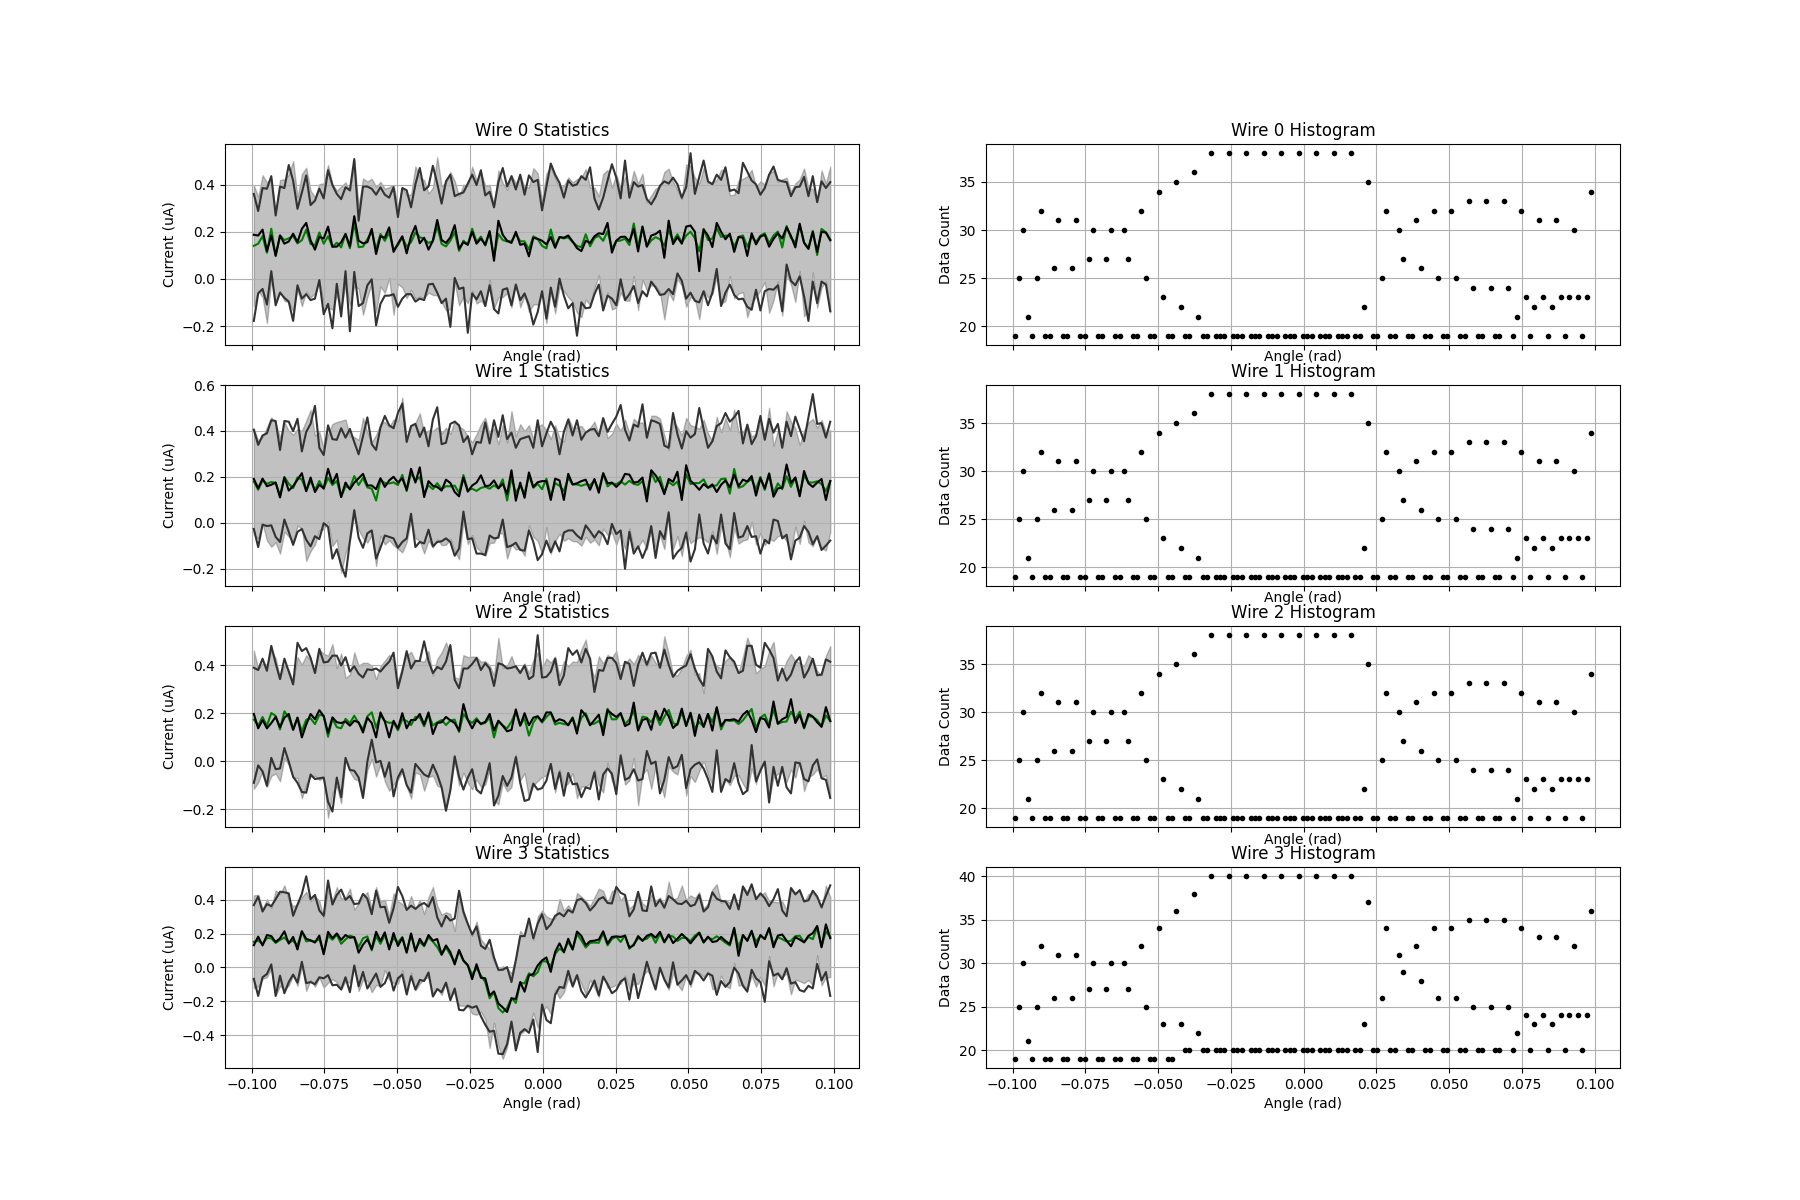 Wire 0 Statistics
Current (uA)
0.4
0.2
0.0
−0.2
Angle (rad)
Wire 0 Histogram
Data Count
35
30
25
20
Angle (rad)
Wire 1 Statistics
Current (uA)
0.6
0.4
0.2
0.0
−0.2
Angle (rad)
Wire 1 Histogram
Data Count
35
30
25
20
Angle (rad)
Wire 2 Statistics
Current (uA)
0.4
0.2
0.0
−0.2
Angle (rad)
Wire 2 Histogram
Data Count
35
30
25
20
Angle (rad)
Wire 3 Statistics
Current (uA)
0.4
0.2
0.0
−0.2
−0.4
−0.100 −0.075 −0.050 −0.025 0.000 0.025 0.050 0.075 0.100
Angle (rad)
Wire 3 Histogram
Data Count
40
35
30
25
20
−0.100 −0.075 −0.050 −0.025 0.000 0.025 0.050 0.075 0.100
Angle (rad)